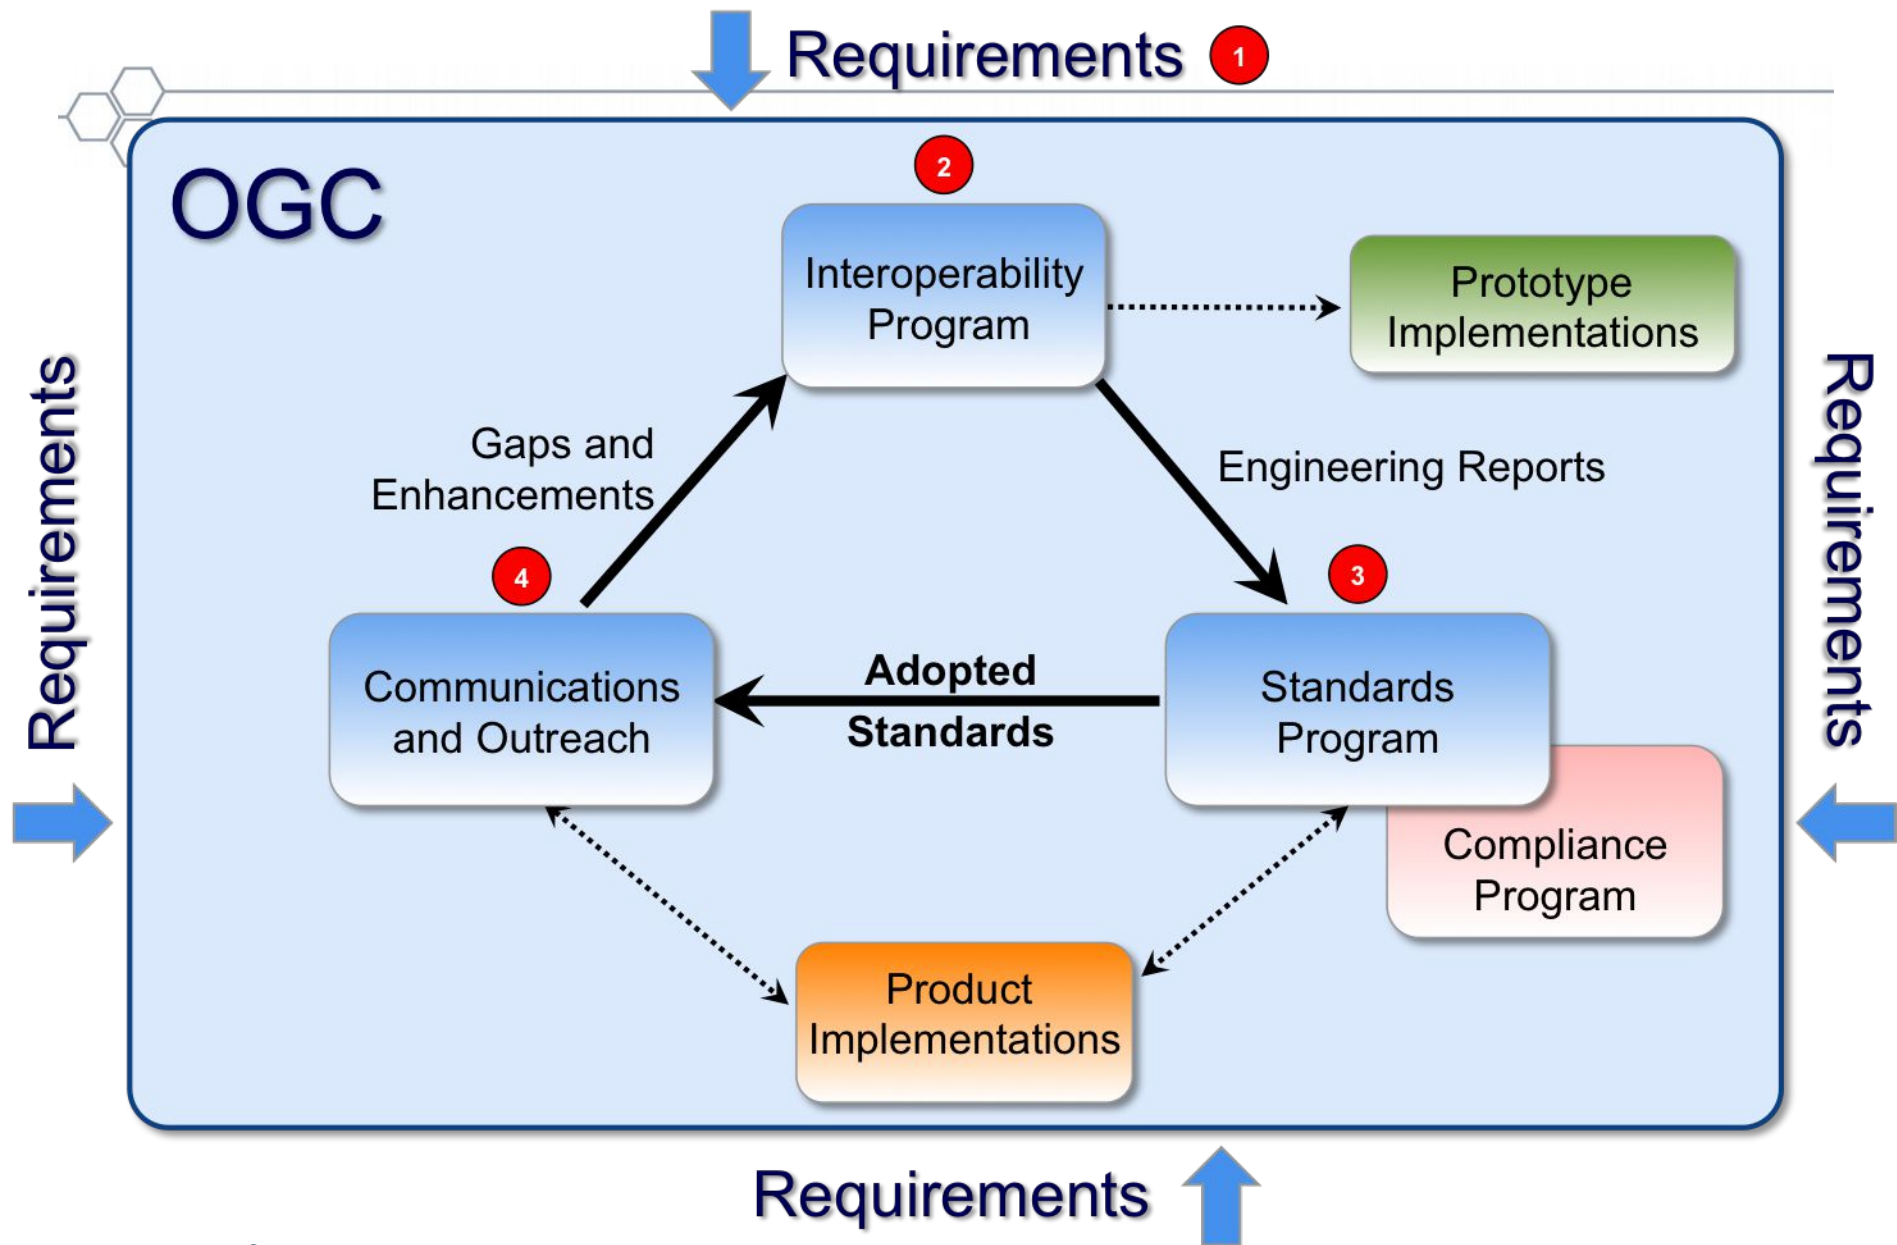 Requirements 1
OGC
2
Interoperability
Program
Prototype
Implementations
Gaps and
Enhancements
Engineering Reports
Requirements
Requirements
4
3
Communications
and Outreach
Adopted
Standards
Standards
Program
Compliance
Program
Product
Implementations
Requirements